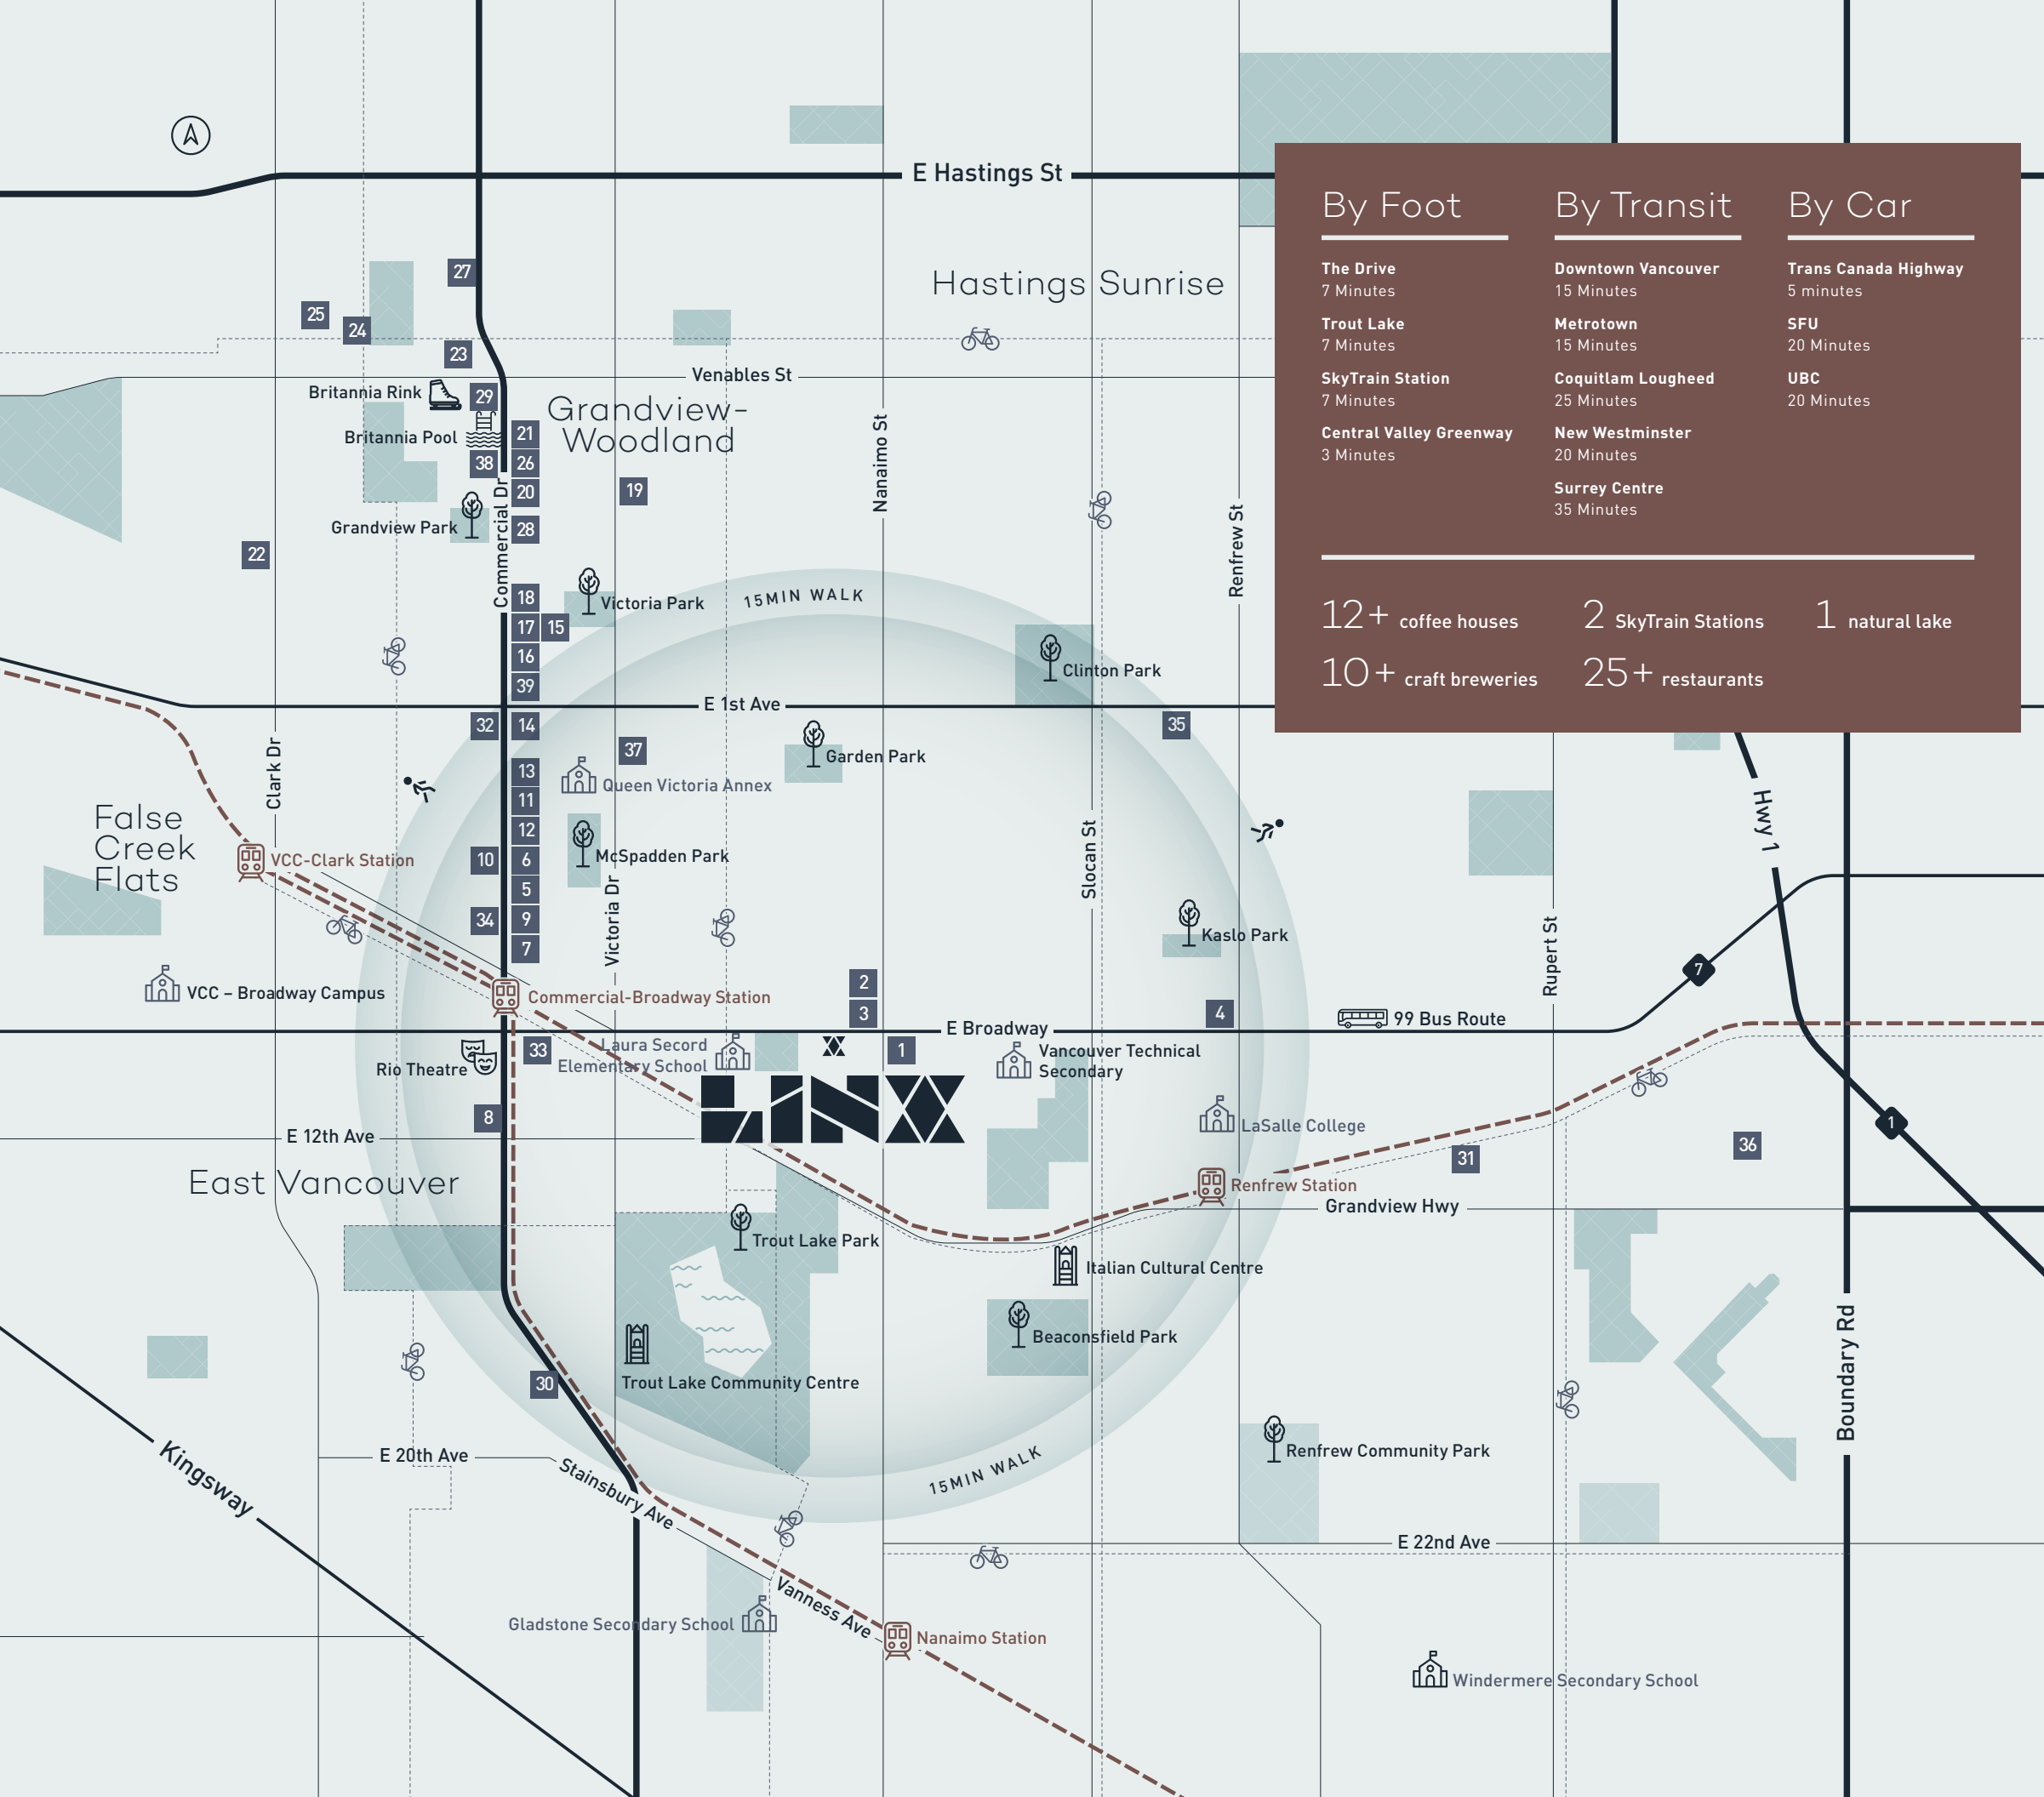 E Hastings St
By Foot
The Drive
7 Minutes
Trout Lake
7 Minutes
SkyTrain Station
7 Minutes
Central Valley Greenway
3 Minutes
By Transit
Downtown Vancouver
15 Minutes
Metrotown
15 Minutes
Coquitlam Lougheed
25 Minutes
New Westminster
20 Minutes
Surrey Centre
35 Minutes
By Car
Trans Canada Highway
5 minutes
SFU
20 Minutes
UBC
20 Minutes
12+ coffee houses
2 SkyTrain Stations
1 natural lake
10+ craft breweries
25+ restaurants
27
Hastings Sunrise
25
24
23
Venables St
Britannia Rink
29
Grandview-
Woodland
21
Britannia Pool
38
26
Nanaimo St
20
19
Commercial Dr
Grandview Park
28
Renfrew St
22
18
Victoria Park
15MIN WALK
17
15
16
Clinton Park
39
E 1st Ave
32
14
35
37
Garden Park
Clark Dr
13
Queen Victoria Annex
11
Hwy 1
False
Creek
Flats
12
VCC-Clark Station
10
6
McSpadden Park
Slocan St
5
34
9
Victoria Dr
7
Kaslo Park
Rupert St
7
VCC – Broadway Campus
Commercial-Broadway Station
2
3
4
E Broadway
99 Bus Route
Rio Theatre
33
Laura Secord
Elementary School
1
Vancouver Technical
Secondary
LINX
8
E 12th Ave
LaSalle College
1
31
36
East Vancouver
Renfrew Station
Grandview Hwy
Trout Lake Park
Italian Cultural Centre
Beaconsfield Park
Boundary Rd
30
Trout Lake Community Centre
E 20th Ave
Kingsway
Stainsbury Ave
15MIN WALK
Renfrew Community Park
E 22nd Ave
Vanness Ave
Gladstone Secondary School
Nanaimo Station
Windermere Secondary School